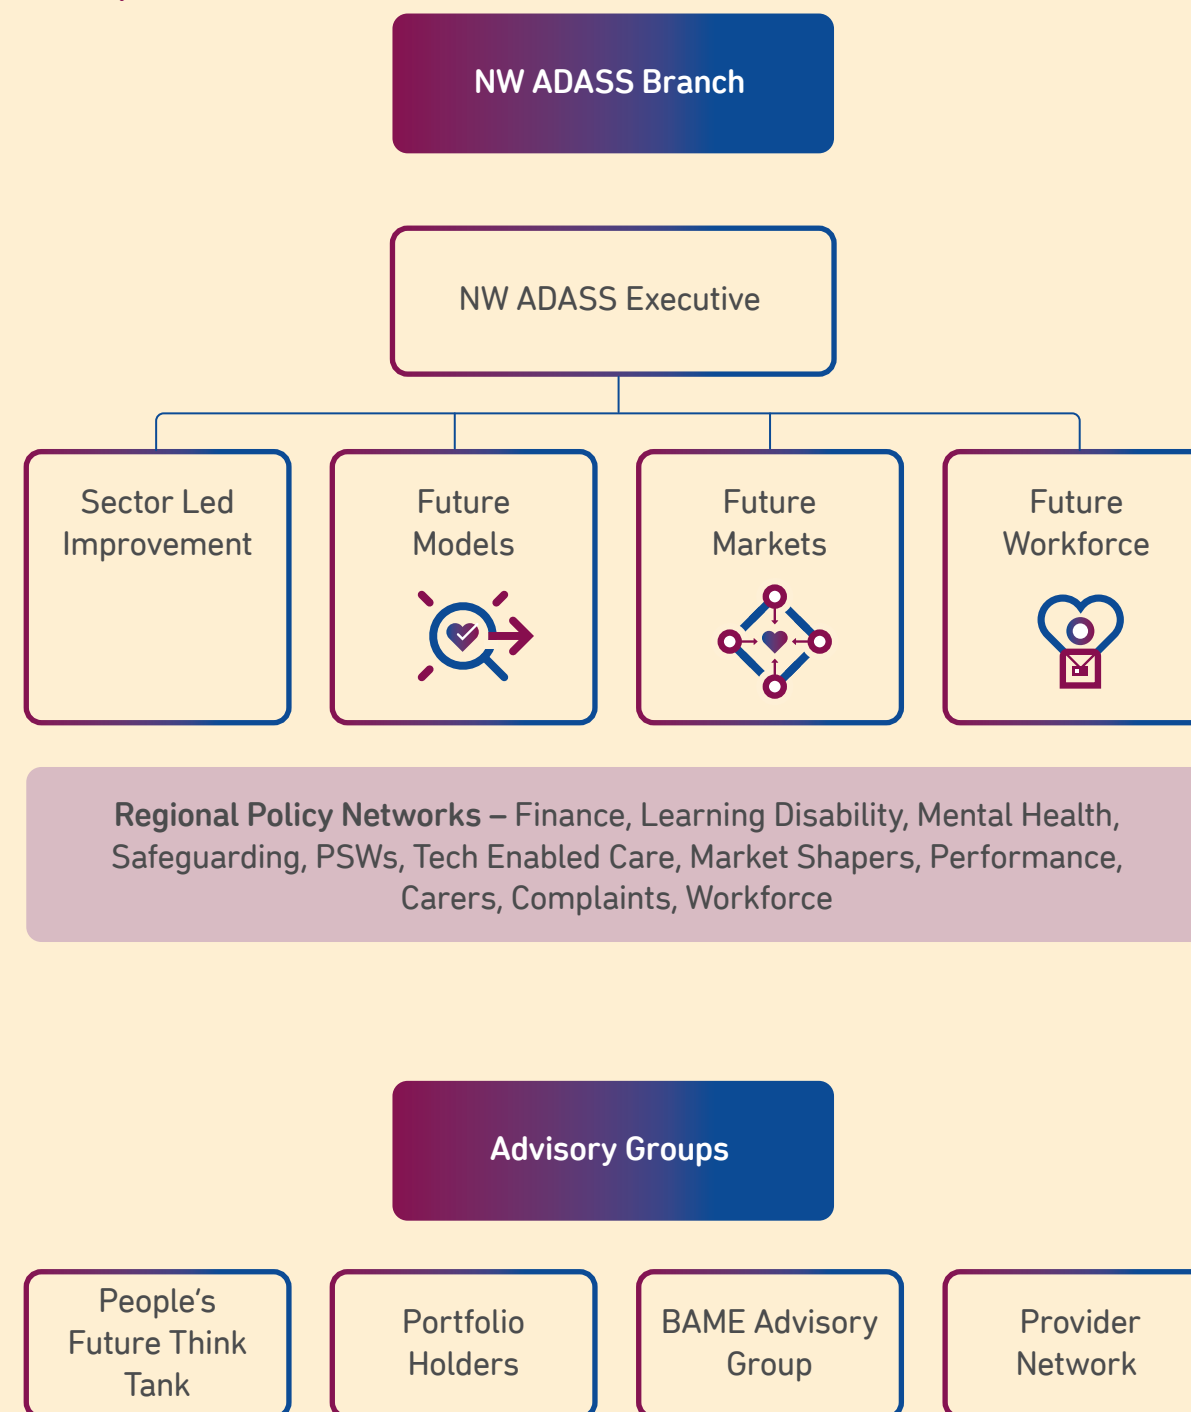 NW ADASS Branch
NW ADASS Executive
Sector Led
Improvement
Future
Models
Future
Markets
Future
Workforce
Regional Policy Networks – Finance, Learning Disability, Mental Health,
Safeguarding, PSWs, Tech Enabled Care, Market Shapers, Performance,
Carers, Complaints, Workforce
Advisory Groups
People’s
Future Think
Tank
Portfolio
Holders
BAME Advisory
Group
Provider
Network